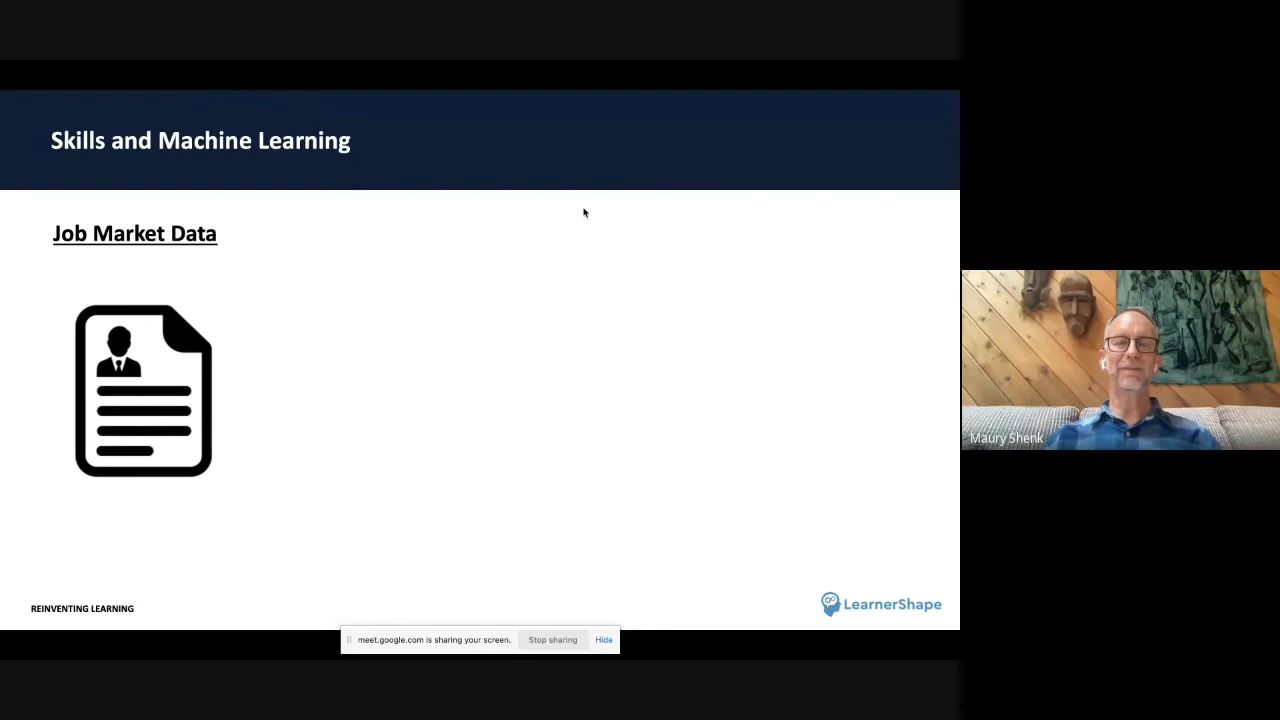 Skills and Machine Learning
Job Market Data
Maury Shenk
REINVENTING LEARNING
LearnerShape
meet.google.com is sharing your screen.
Stop sharing
Hide